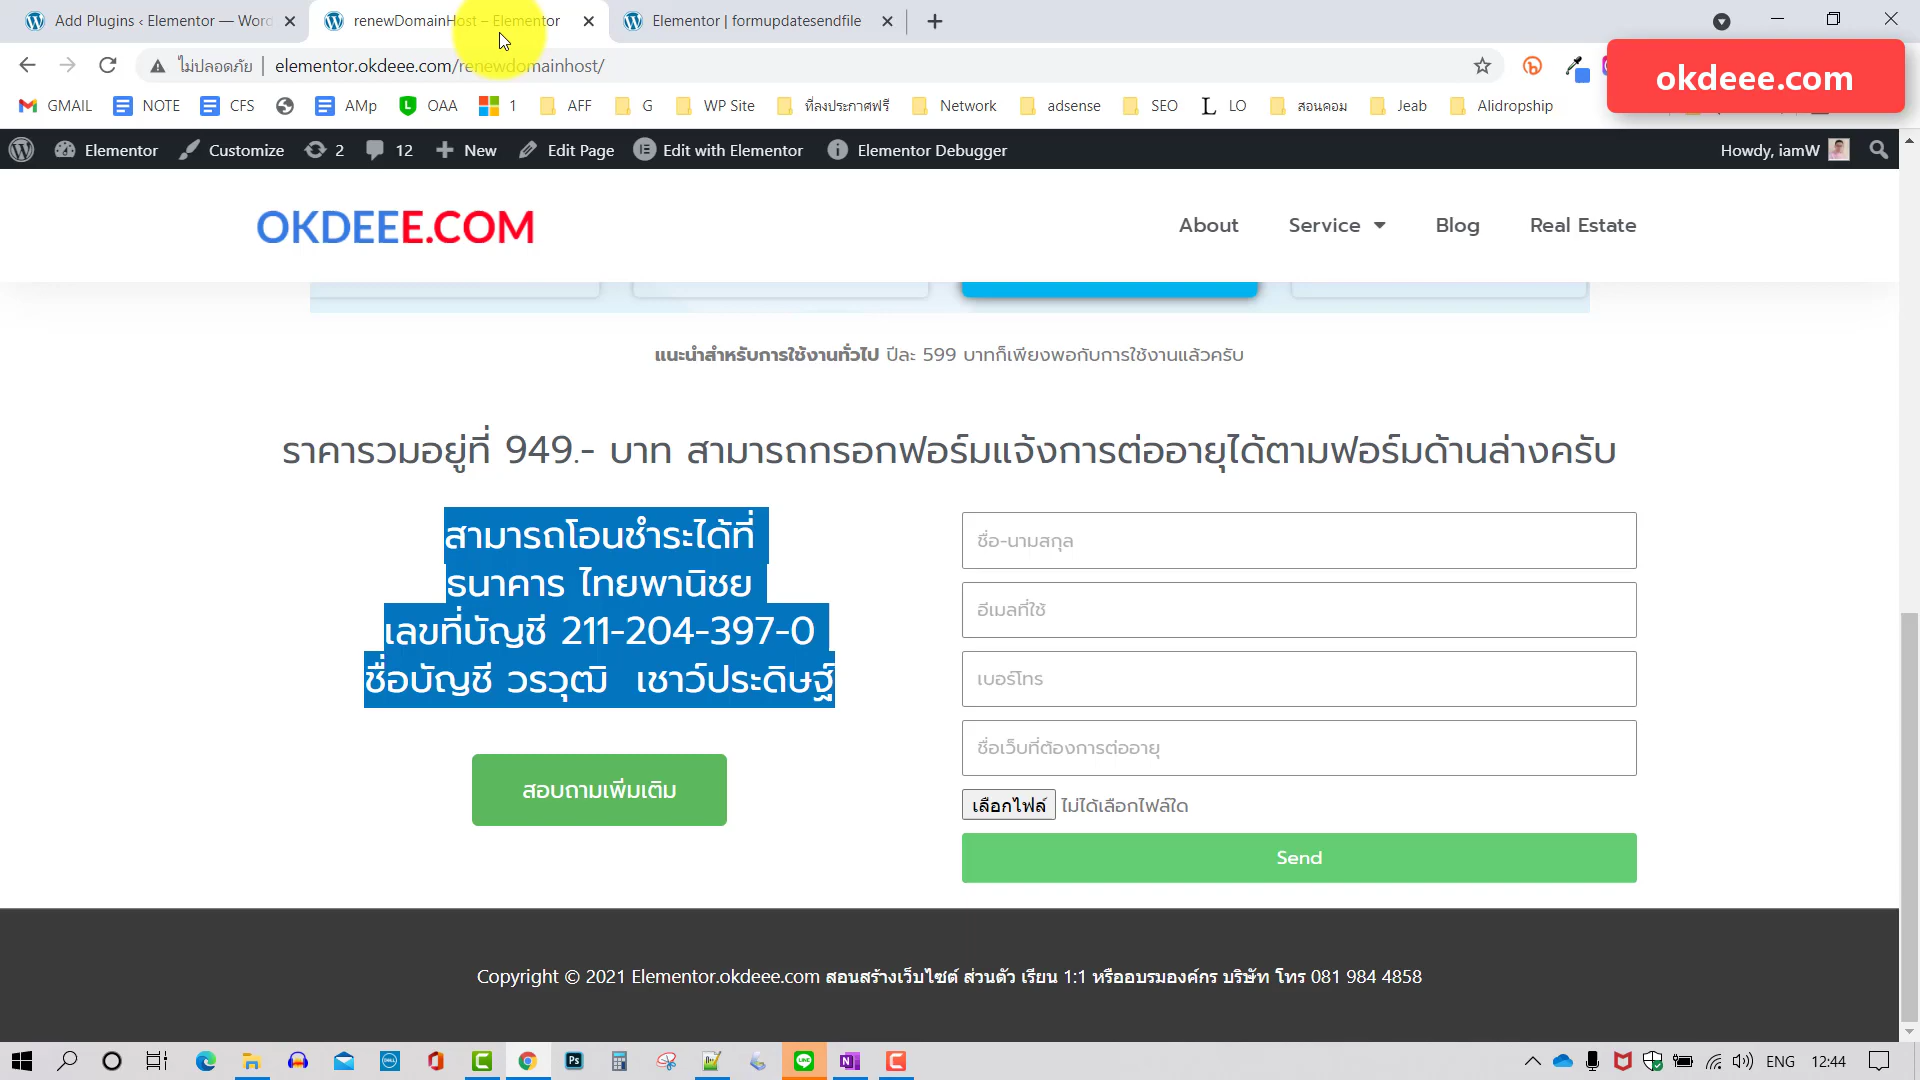 Add Plugins ‹ Elementor — Word
renewDomainHost – Elementor
Elementor | formupdatesendfile
ไม่ปลอดภัย
elementor.okdeee.com/renewdomainhost/
okdeee.com
GMAIL
NOTE
CFS
AMp
OAA
1
AFF
G
WP Site
ที่ลงประกาศฟรี
Network
adsense
SEO
LO
สอนคอม
Jeab
Alidropship
Elementor
Customize
2
12
New
Edit Page
Edit with Elementor
Elementor Debugger
Howdy, iamW
OKDEEE.COM
About
Service
Blog
Real Estate
แนะนำสำหรับการใช้งานทั่วไป ปีละ 599 บาทก็เพียงพอกับการใช้งานแล้วครับ
ราคารวมอยู่ที่ 949.- บาท สามารถกรอกฟอร์มแจ้งการต่ออายุได้ตามฟอร์มด้านล่างครับ
สามารถโอนชำระได้ที่
ธนาคาร ไทยพานิชย
เลขที่บัญชี 211-204-397-0
ชื่อบัญชี วรวุฒิ เชาว์ประดิษฐ์
สอบถามเพิ่มเติม
ชื่อ-นามสกุล
อีเมลที่ใช้
เบอร์โทร
ชื่อเว็บที่ต้องการต่ออายุ
เลือกไฟล์ ไม่ได้เลือกไฟล์ใด
Send
Copyright © 2021 Elementor.okdeee.com สอนสร้างเว็บไซต์ ส่วนตัว เรียน 1:1 หรืออบรมองค์กร บริษัท โทร 081 984 4858
ENG
12:44